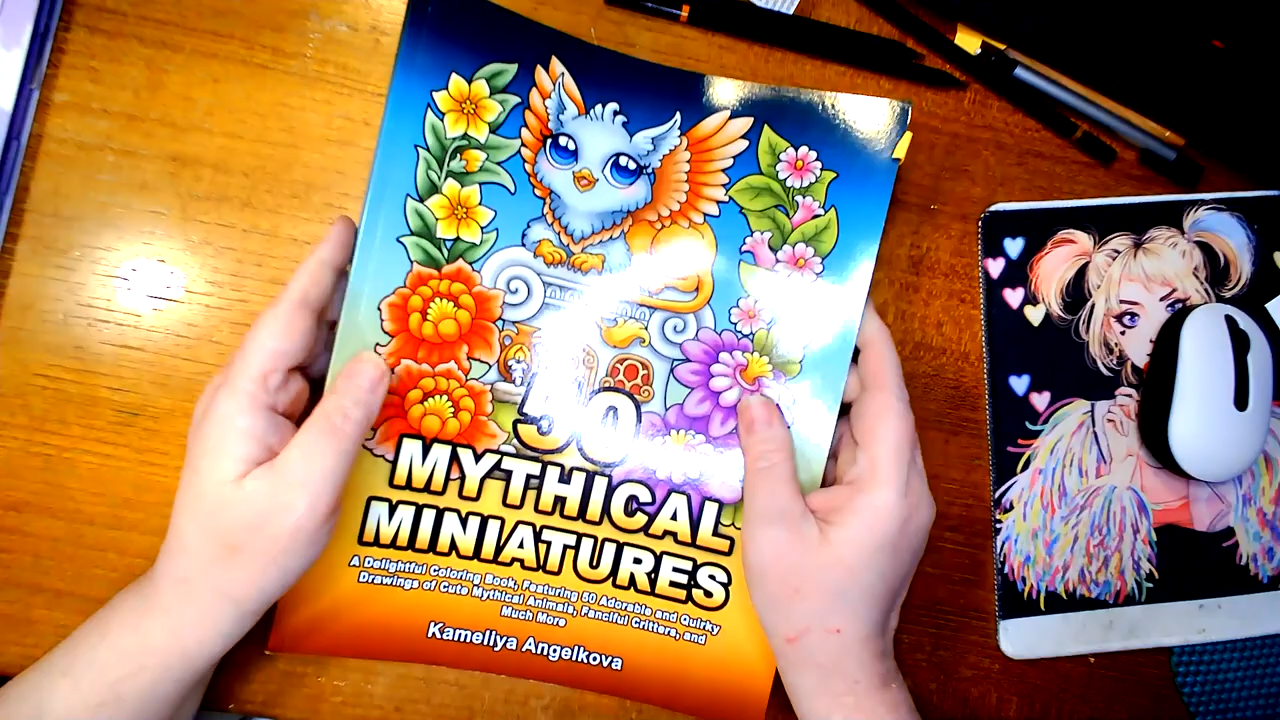 50
MYTHICAL
MINIATURES
A Delightful Coloring Book, Featuring 50 Adorable and Quirky
Drawings of Cute Mythical Animals, Fanciful Critters, and
Much More
Kameliya Angelkova